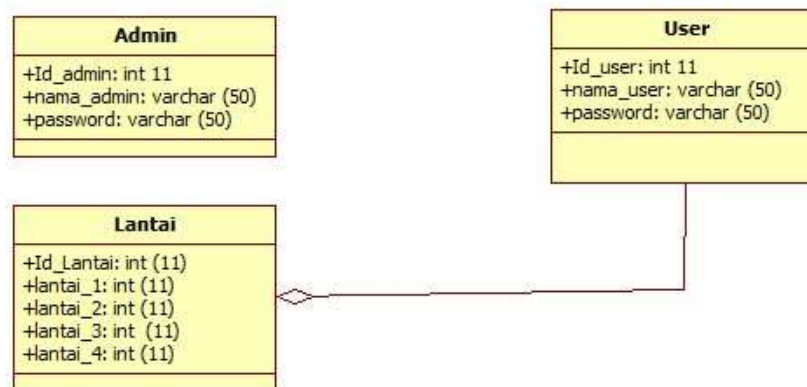 Admin
+Id_admin: int 11
+nama_admin: varchar (50)
+password: varchar (50)
User
+Id_user: int 11
+nama_user: varchar (50)
+password: varchar (50)
Lantai
+Id_Lantai: int (11)
+lantai_1: int (11)
+lantai_2: int (11)
+lantai_3: int (11)
+lantai_4: int (11)